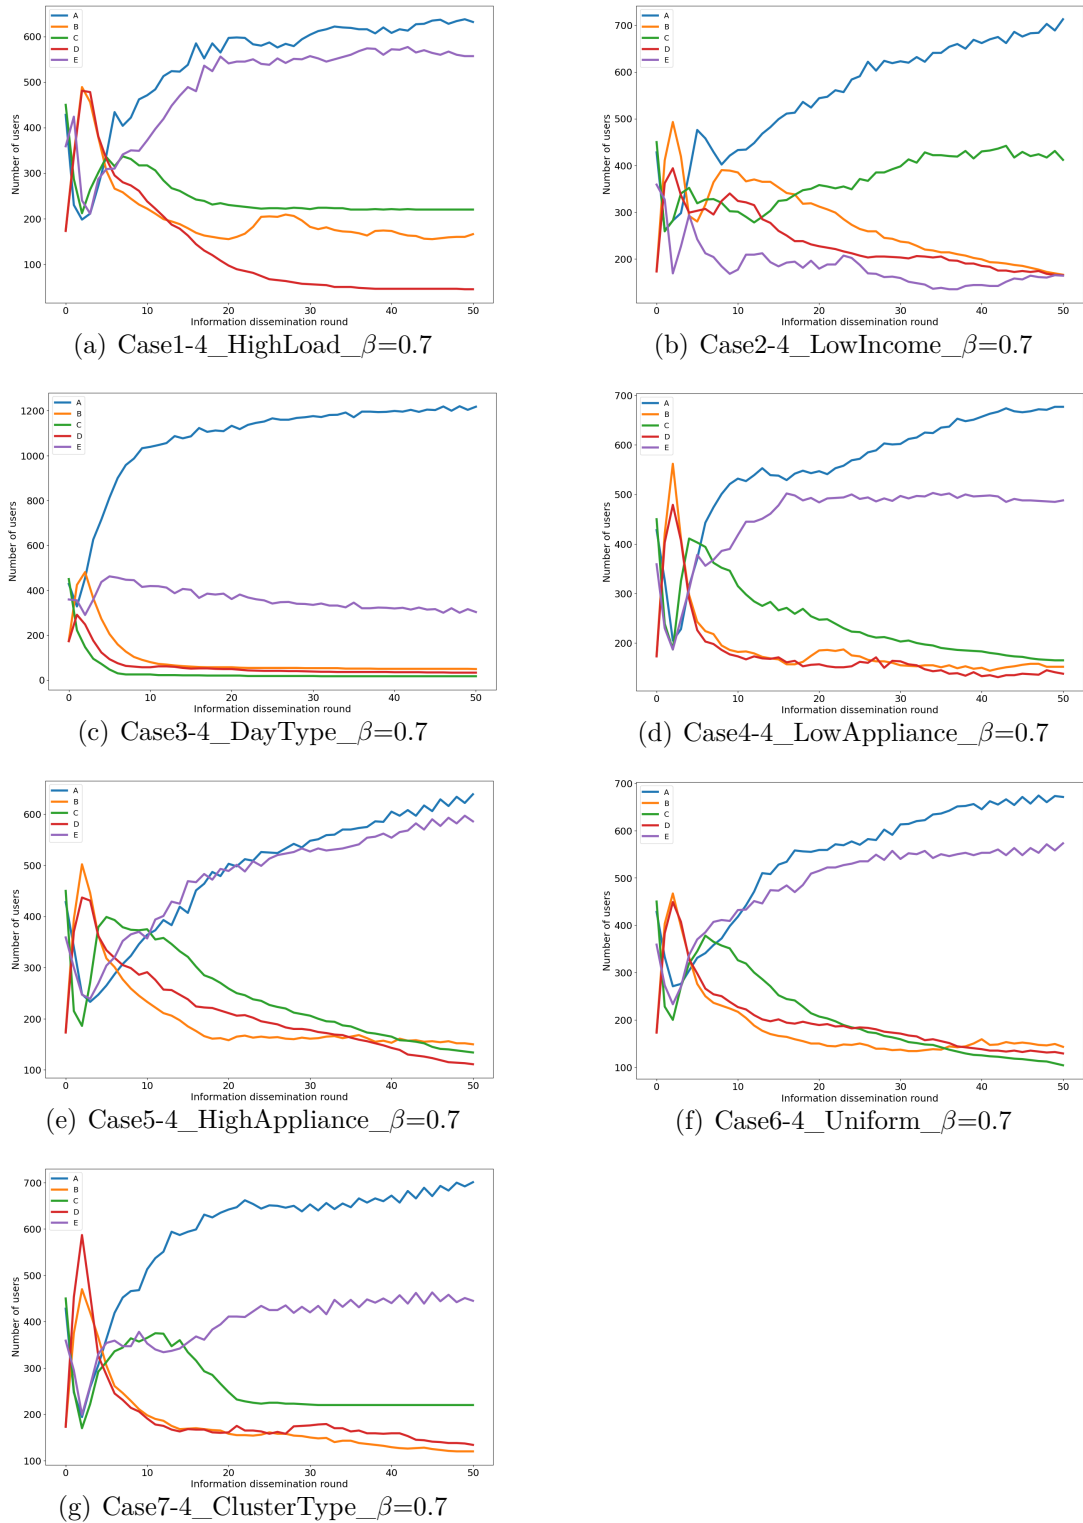 A
B
C
D
E
600
500
400
300
200
100
Number of users
0
10
20
30
40
50
Information dissemination round
(a) Case1-4_HighLoad_β=0.7
A
B
C
D
E
700
600
500
400
300
200
Number of users
0
10
20
30
40
50
Information dissemination round
(b) Case2-4_LowIncome_β=0.7
A
B
C
D
E
1200
1000
800
600
400
200
0
Number of users
0
10
20
30
40
50
Information dissemination round
(c) Case3-4_DayType_β=0.7
A
B
C
D
E
700
600
500
400
300
200
100
Number of users
0
10
20
30
40
50
Information dissemination round
(d) Case4-4_LowAppliance_β=0.7
A
B
C
D
E
600
500
400
300
200
100
Number of users
0
10
20
30
40
50
Information dissemination round
(e) Case5-4_HighAppliance_β=0.7
A
B
C
D
E
700
600
500
400
300
200
100
Number of users
0
10
20
30
40
50
Information dissemination round
(f) Case6-4_Uniform_β=0.7
A
B
C
D
E
700
600
500
400
300
200
100
Number of users
0
10
20
30
40
50
Information dissemination round
(g) Case7-4_ClusterType_β=0.7